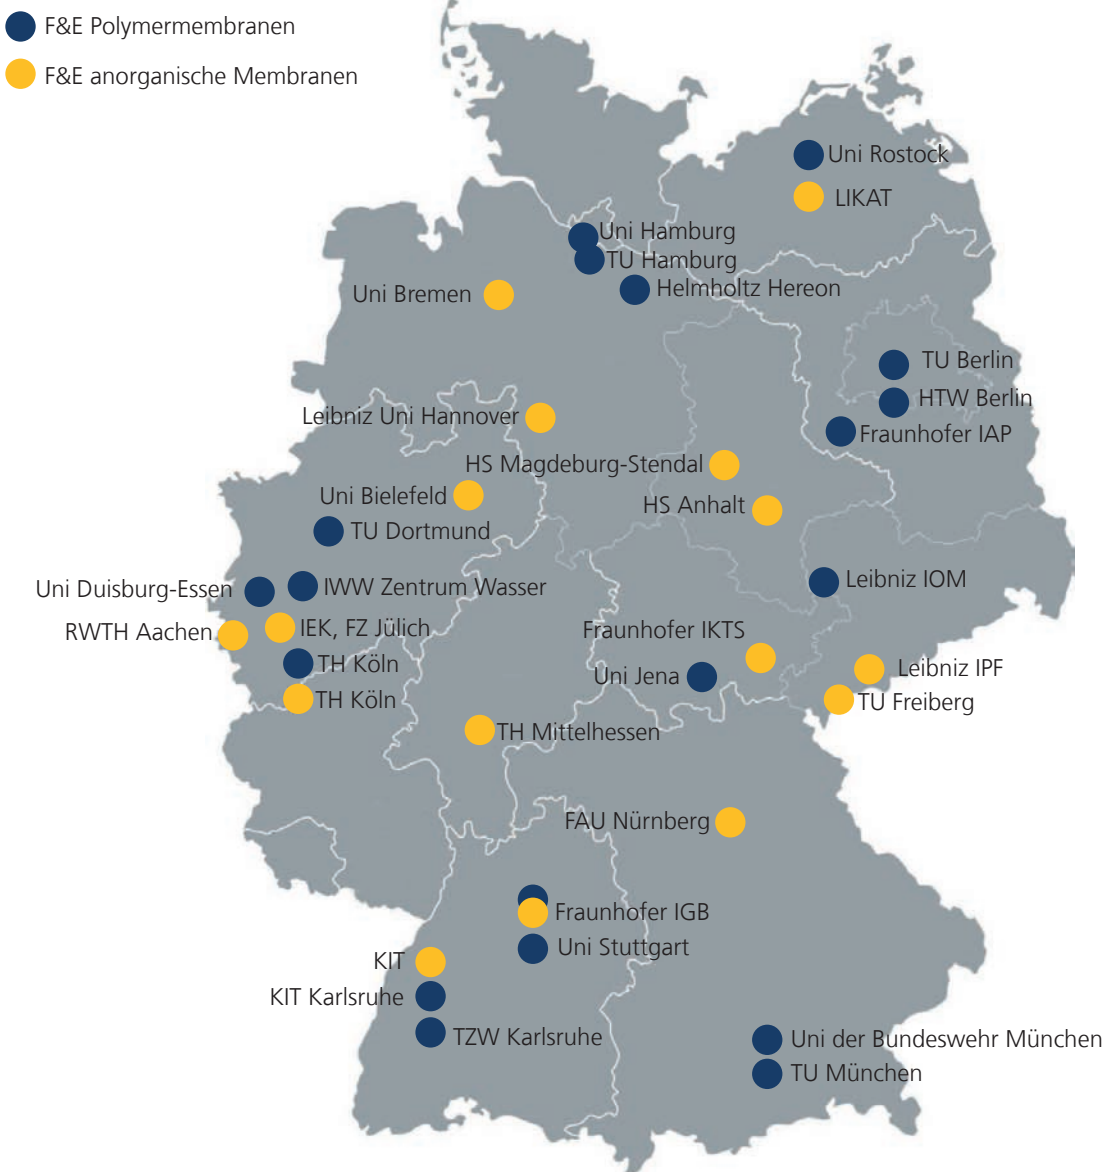 F&E Polymermembranen
F&E anorganische Membranen
Uni Rostock
LIKAT
Uni Hamburg
TU Hamburg
Helmholtz Hereon
Uni Bremen
TU Berlin
HTW Berlin
Fraunhofer IAP
Leibniz Uni Hannover
HS Magdeburg-Stendal
Uni Bielefeld
HS Anhalt
TU Dortmund
Leibniz IOM
Uni Duisburg-Essen
IWW Zentrum Wasser
RWTH Aachen
IEK, FZ Jülich
Fraunhofer IKTS
TH Köln
Uni Jena
Leibniz IPF
TH Köln
TU Freiberg
TH Mittelhessen
FAU Nürnberg
Fraunhofer IGB
Uni Stuttgart
KIT
KIT Karlsruhe
TZW Karlsruhe
Uni der Bundeswehr München
TU München